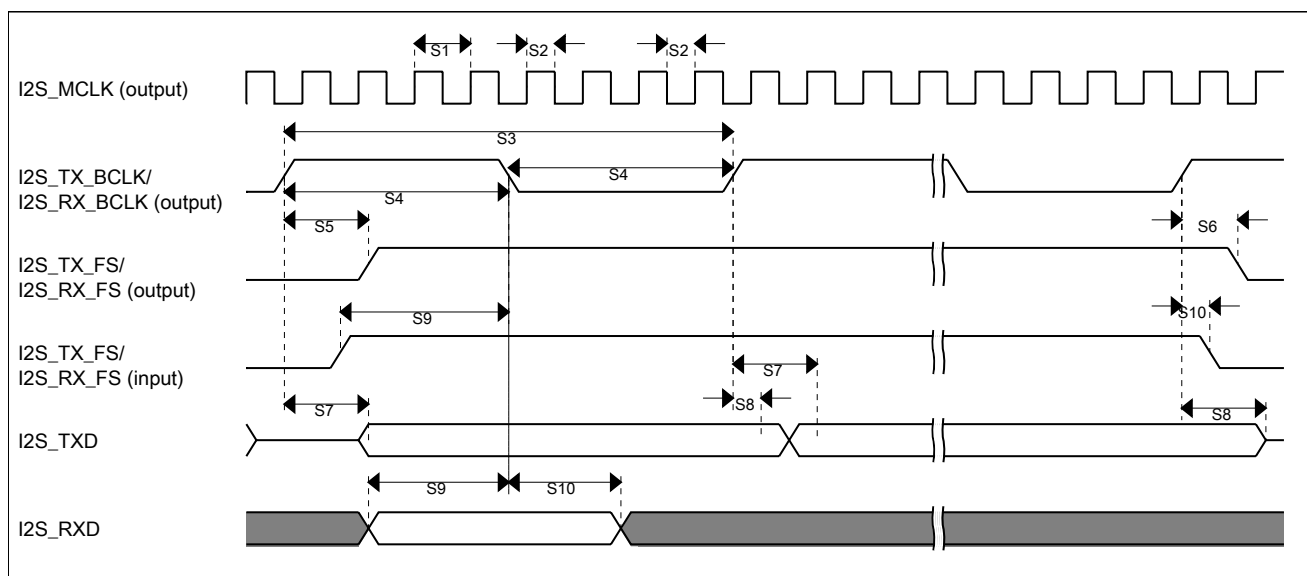 S1
S2
S2
I2S_MCLK (output)
S3
I2S_TX_BCLK/
I2S_RX_BCLK (output)
S4
S4
S5
S6
I2S_TX_FS/
I2S_RX_FS (output)
S9
S10
I2S_TX_FS/
I2S_RX_FS (input)
S7
S7
S8
S8
I2S_TXD
S9
S10
I2S_RXD